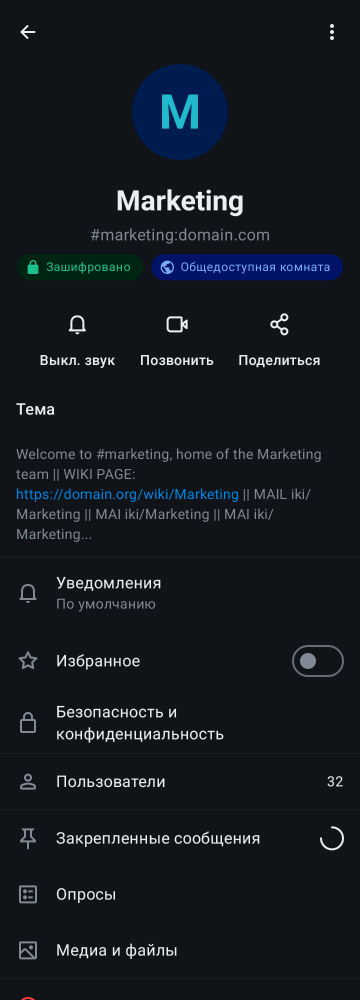 M
Marketing
#marketing:domain.com
Зашифровано
Общедоступная комната
Выкл. звук
Позвонить
Поделиться
Тема
Welcome to #marketing, home of the Marketing
team || WIKI PAGE:
https://domain.org/wiki/Marketing || MAIL iki/
Marketing || MAI iki/Marketing || MAI iki/
Marketing...
Уведомления
По умолчанию
Избранное
Безопасность и
конфиденциальность
Пользователи 32
Закрепленные сообщения
Опросы
Медиа и файлы